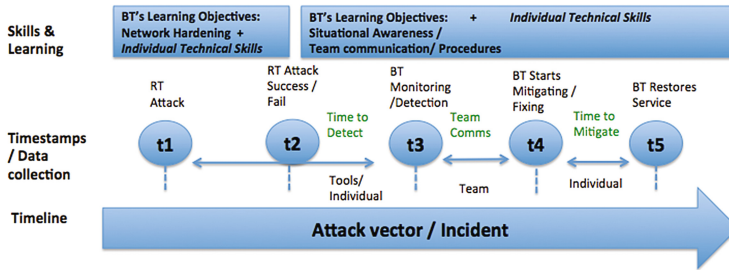 Skills &
Learning
BT's Learning Objectives:
Network Hardening +
Individual Technical Skills
BT's Learning Objectives: + Individual Technical Skills
Situational Awareness /
Team communication/ Procedures
RT
Attack
RT Attack
Success /
Fail
BT
Monitoring
/Detection
BT Starts
Mitigating /
Fixing
BT Restores
Service
Time to
Detect
Team
Comms
Time to
Mitigate
Timestamps
/ Data
collection
t1
t2
t3
t4
t5
Tools/
Individual
Team
Individual
Timeline
Attack vector / Incident